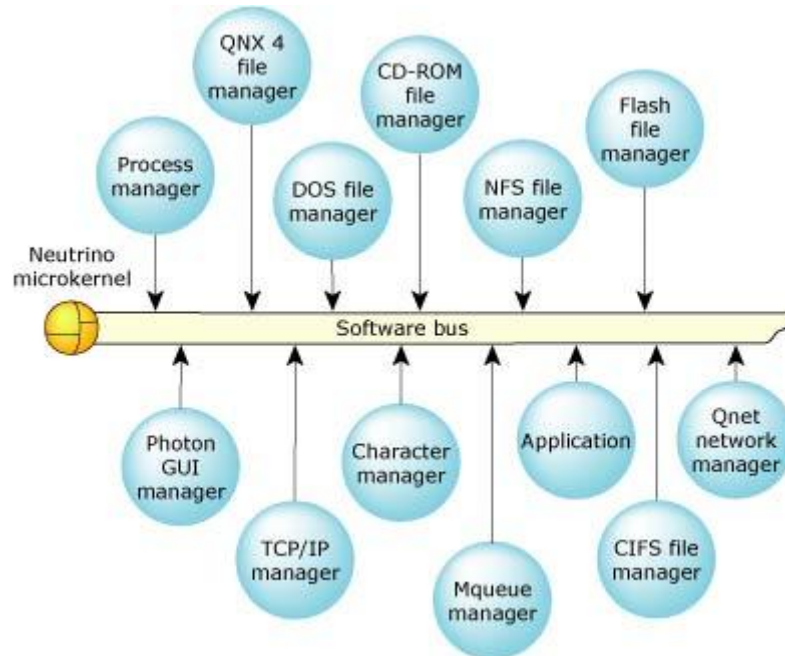 QNX 4
file
manager
CD-ROM
file
manager
Flash
file
manager
Process
manager
DOS file
manager
NFS file
manager
Neutrino
microkernel
Software bus
Photon
GUI
manager
Character
manager
Application
Qnet
network
manager
TCP/IP
manager
Mqueue
manager
CIFS file
manager